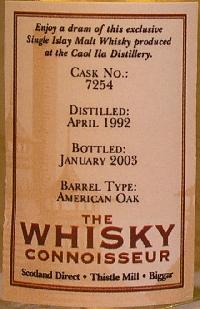 Enjoy a dram of this exclusive
Single Islay Malt Whisky produced
at the Caol Ila Distillery.
CASK NO.:
7254
DISTILLED:
APRIL 1992
BOTTLED:
JANUARY 2003
BARREL TYPE:
AMERICAN OAK
THE
WHISKY
CONNOISSEUR
Scotland Direct • Thistle Mill • Biggar